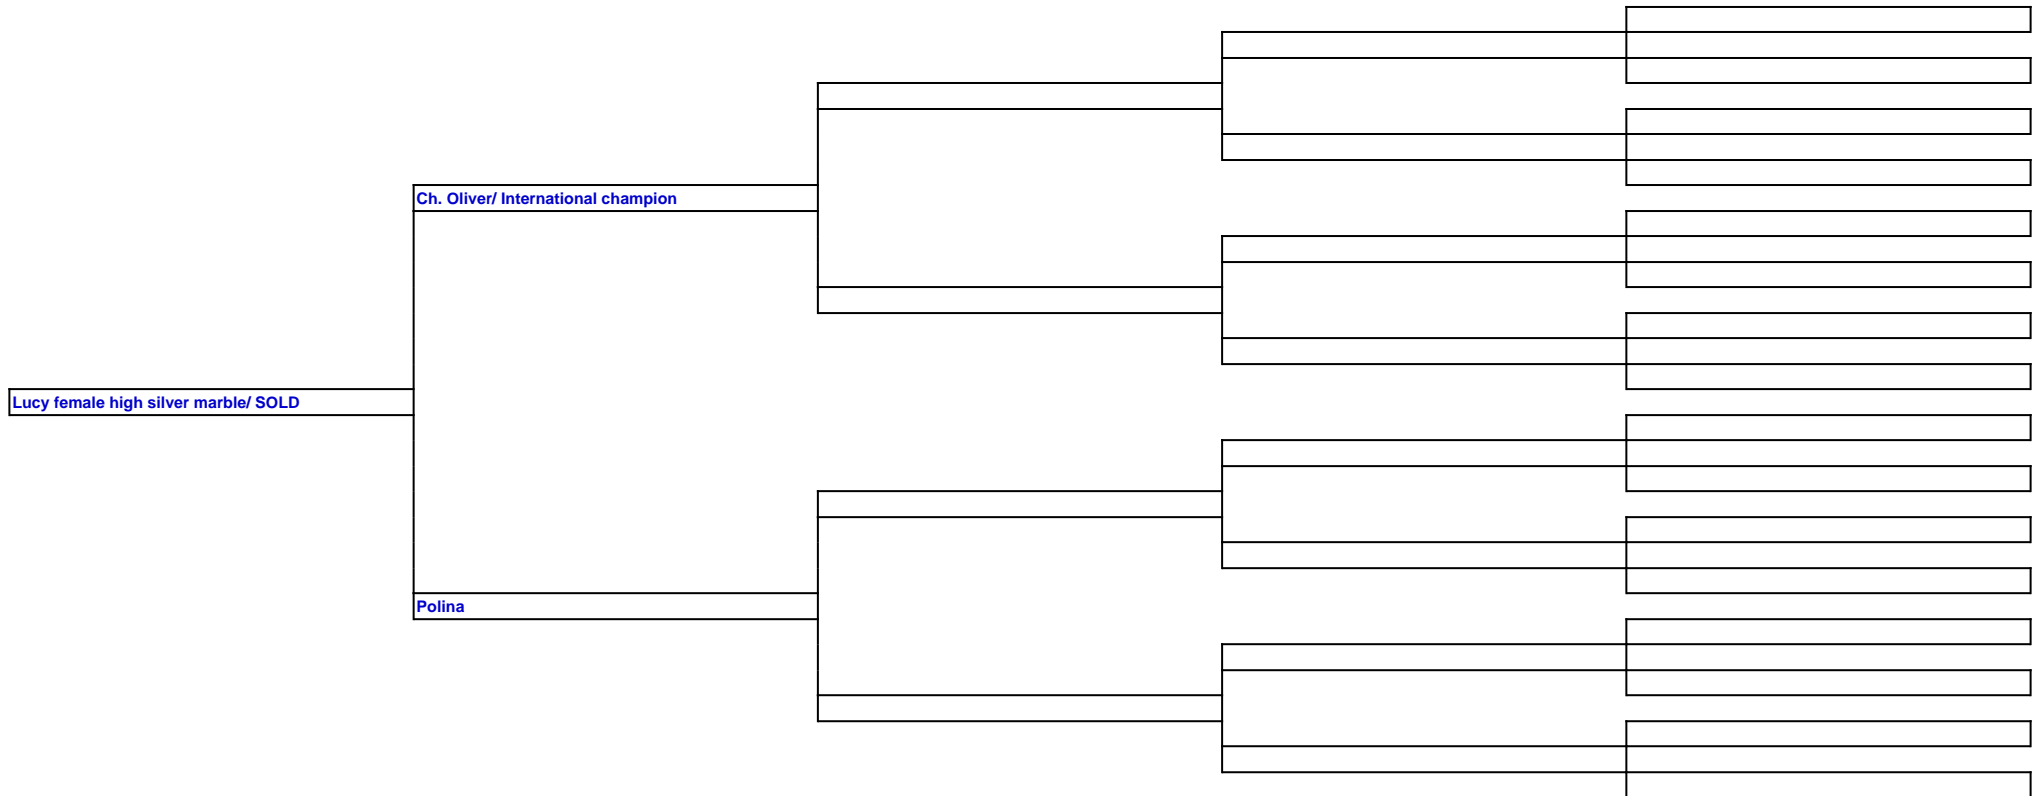 Ch. Oliver/ International champion
Lucy female high silver marble/ SOLD
Polina